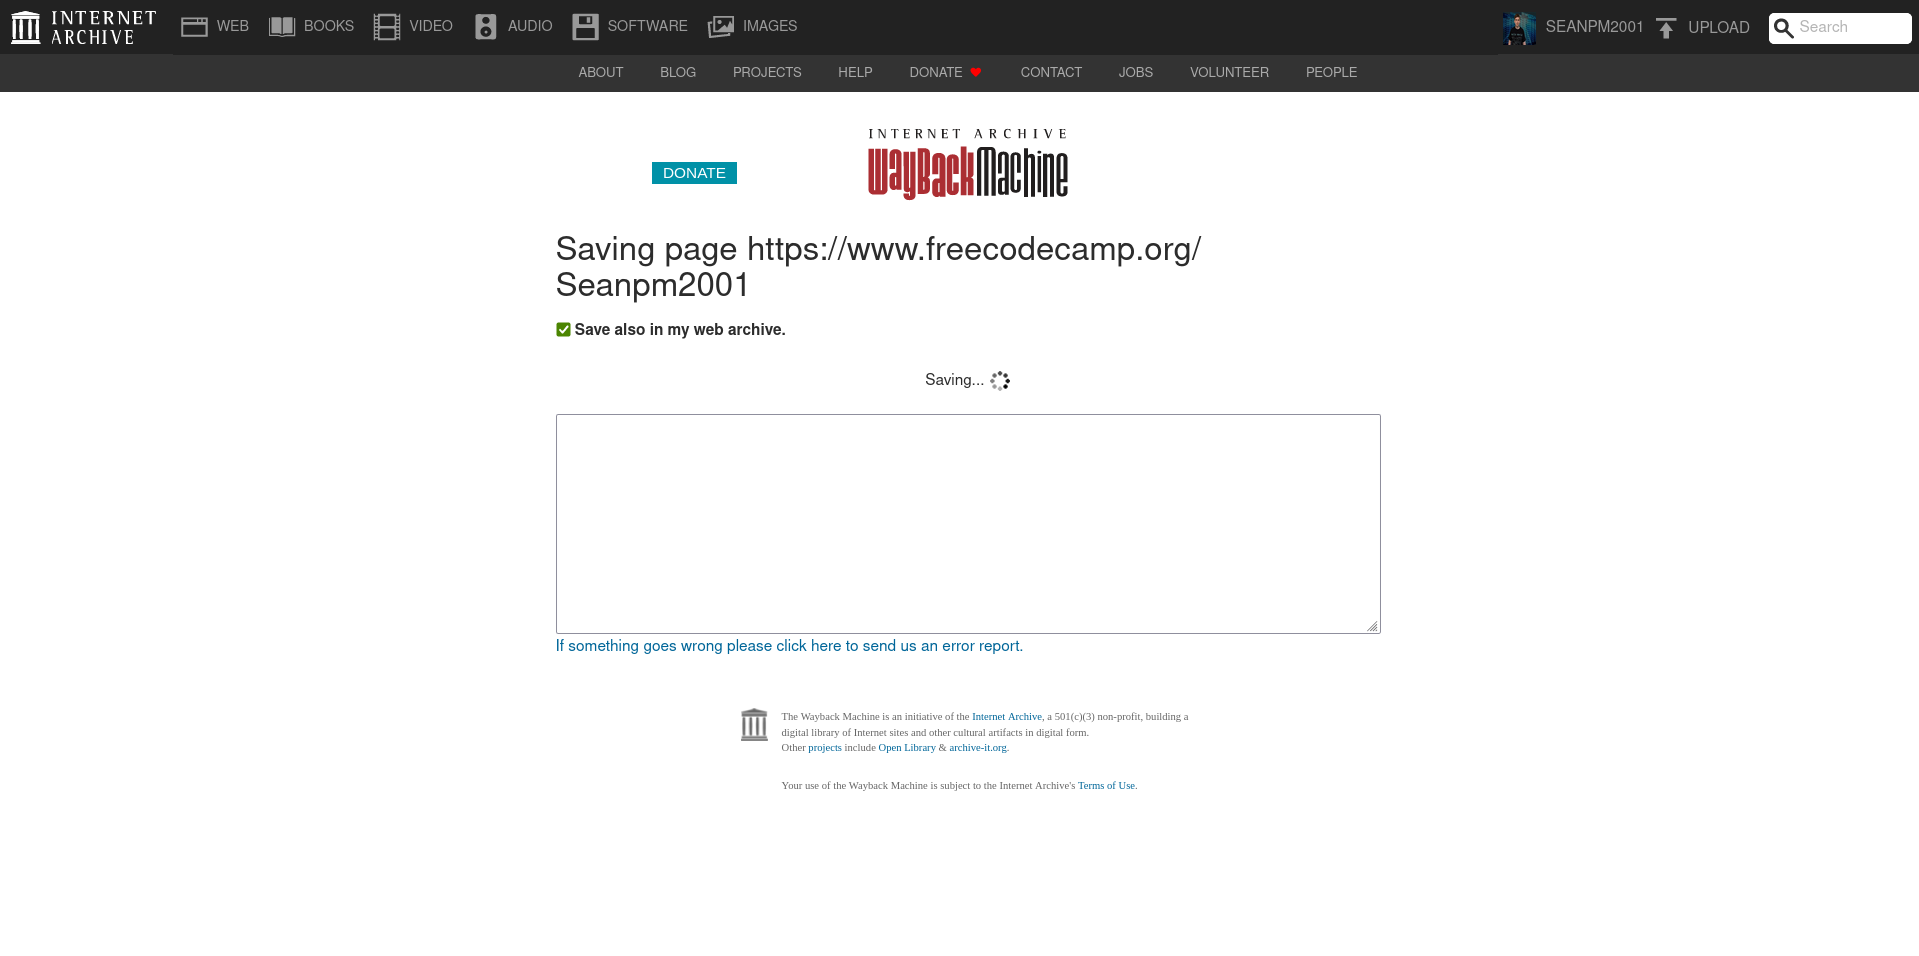 INTERNET
ARCHIVE
WEB
BOOKS
VIDEO
AUDIO
SOFTWARE
IMAGES
SEANPM2001
UPLOAD
Search
ABOUT
BLOG
PROJECTS
HELP
DONATE
CONTACT
JOBS
VOLUNTEER
PEOPLE
DONATE
INTERNET ARCHIVE
WayBackMachine
Saving page https://www.freecodecamp.org/
Seanpm2001
Save also in my web archive.
Saving...
If something goes wrong please click here to send us an error report.
The Wayback Machine is an initiative of the Internet Archive, a 501(c)(3) non-profit, building a
digital library of Internet sites and other cultural artifacts in digital form.
Other projects include Open Library & archive-it.org.
Your use of the Wayback Machine is subject to the Internet Archive's Terms of Use.